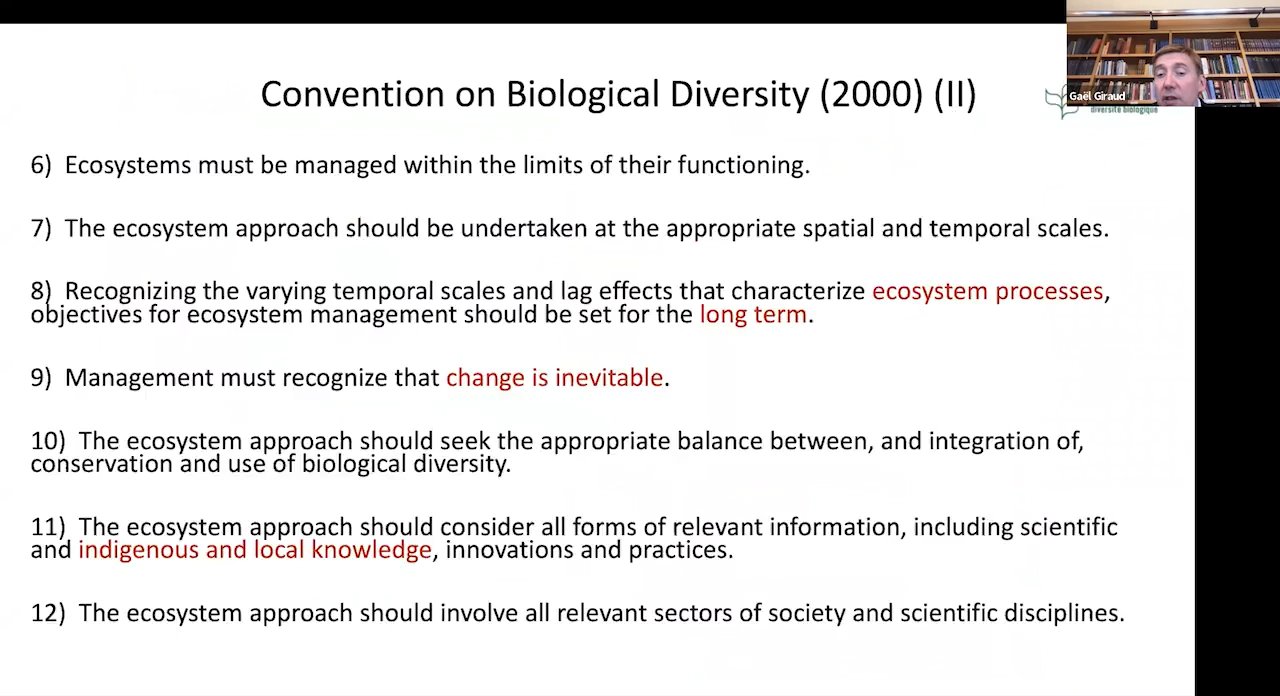 Convention on Biological Diversity (2000) (II)
Gaël Giraud
diversité biologique
6) Ecosystems must be managed within the limits of their functioning.
7) The ecosystem approach should be undertaken at the appropriate spatial and temporal scales.
8) Recognizing the varying temporal scales and lag effects that characterize ecosystem processes,
objectives for ecosystem management should be set for the long term.
9) Management must recognize that change is inevitable.
10) The ecosystem approach should seek the appropriate balance between, and integration of,
conservation and use of biological diversity.
11) The ecosystem approach should consider all forms of relevant information, including scientific
and indigenous and local knowledge, innovations and practices.
12) The ecosystem approach should involve all relevant sectors of society and scientific disciplines.